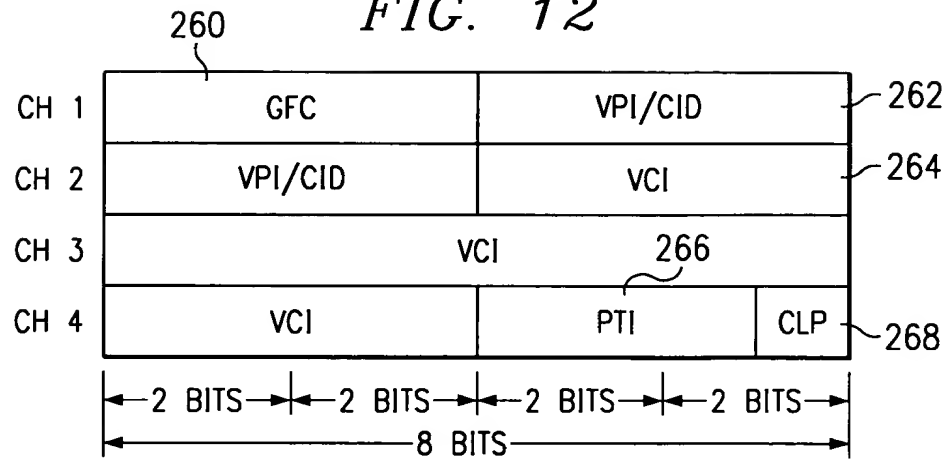 FIG. 12
260
CH 1 GFC VPI/CID 262
CH 2 VPI/CID VCI 264
CH 3 VCI 266
CH 4 VCI PTI CLP 268
2 BITS 2 BITS 2 BITS 2 BITS
8 BITS